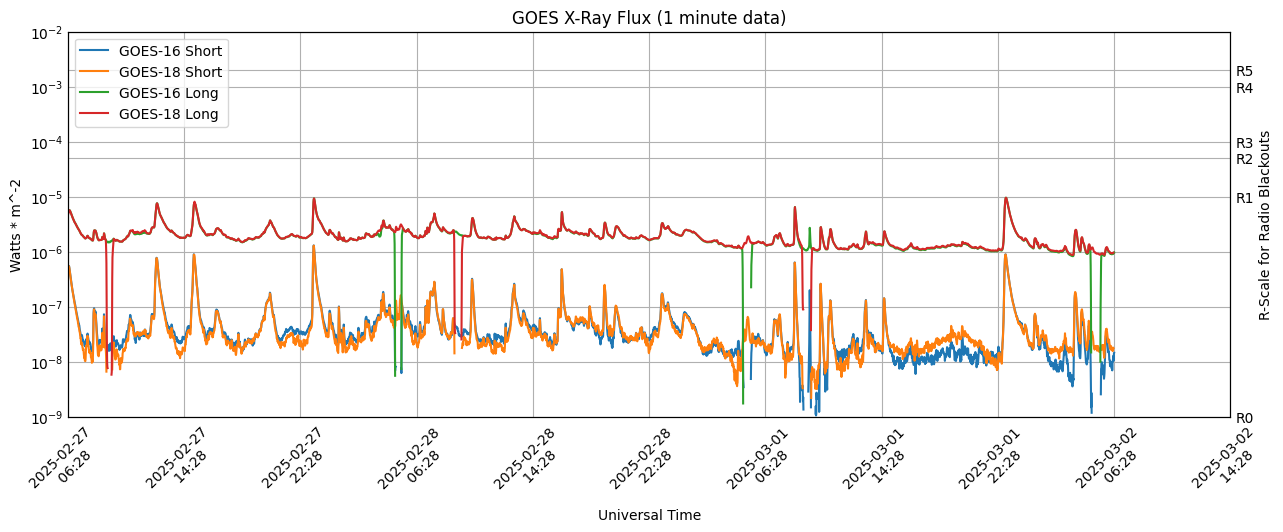 GOES X-Ray Flux (1 minute data)
GOES-16 Short
GOES-18 Short
GOES-16 Long
GOES-18 Long
10^-2
10^-3
10^-4
10^-5
10^-6
10^-7
10^-8
10^-9
Watts * m^-2
R5
R4
R3
R2
R1
R0
R-Scale for Radio Blackouts
2025-02-27
06:28
2025-02-27
14:28
2025-02-27
22:28
2025-02-28
06:28
2025-02-28
14:28
2025-02-28
22:28
2025-03-01
06:28
2025-03-01
14:28
2025-03-01
22:28
2025-03-02
06:28
2025-03-02
14:28
Universal Time